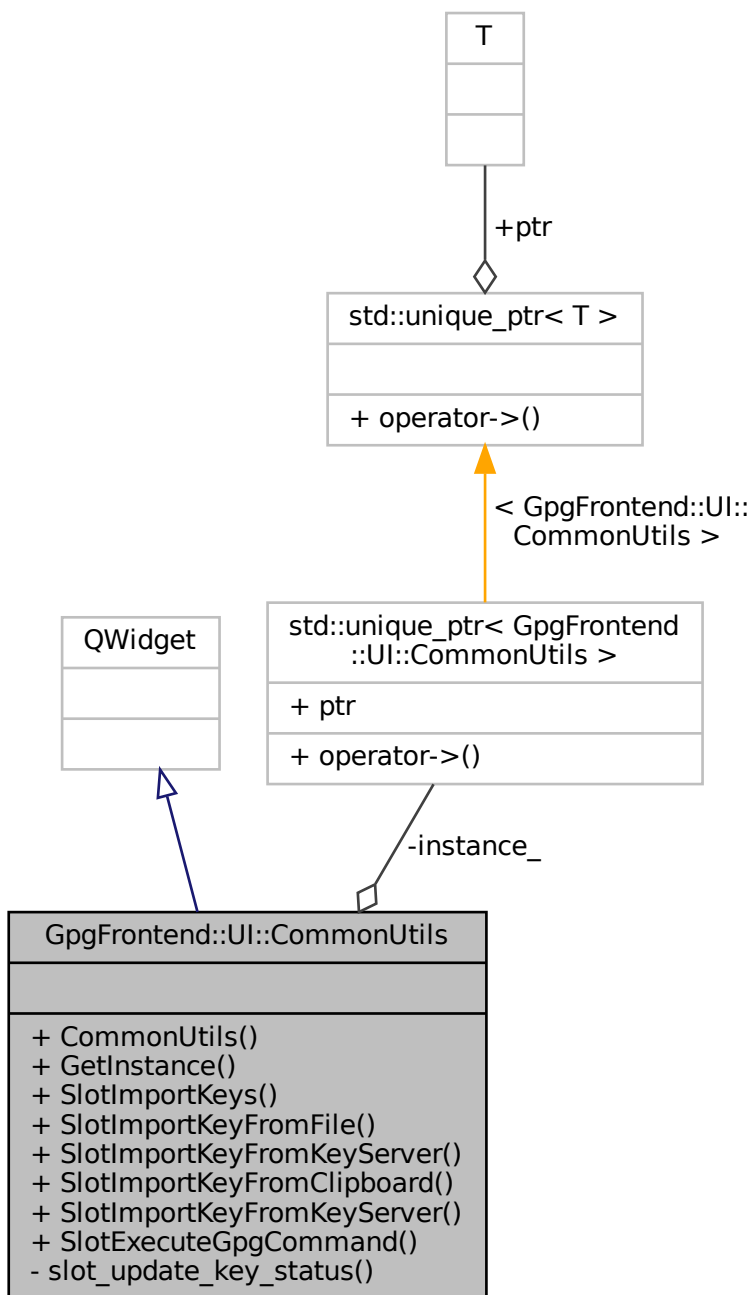 T
+ptr
std::unique_ptr< T >
+ operator->()
< GpgFrontend::UI::
CommonUtils >
std::unique_ptr< GpgFrontend
::UI::CommonUtils >
+ ptr
+ operator->()
QWidget
-instance_
GpgFrontend::UI::CommonUtils
+ CommonUtils()
+ GetInstance()
+ SlotImportKeys()
+ SlotImportKeyFromFile()
+ SlotImportKeyFromKeyServer()
+ SlotImportKeyFromClipboard()
+ SlotImportKeyFromKeyServer()
+ SlotExecuteGpgCommand()
- slot_update_key_status()